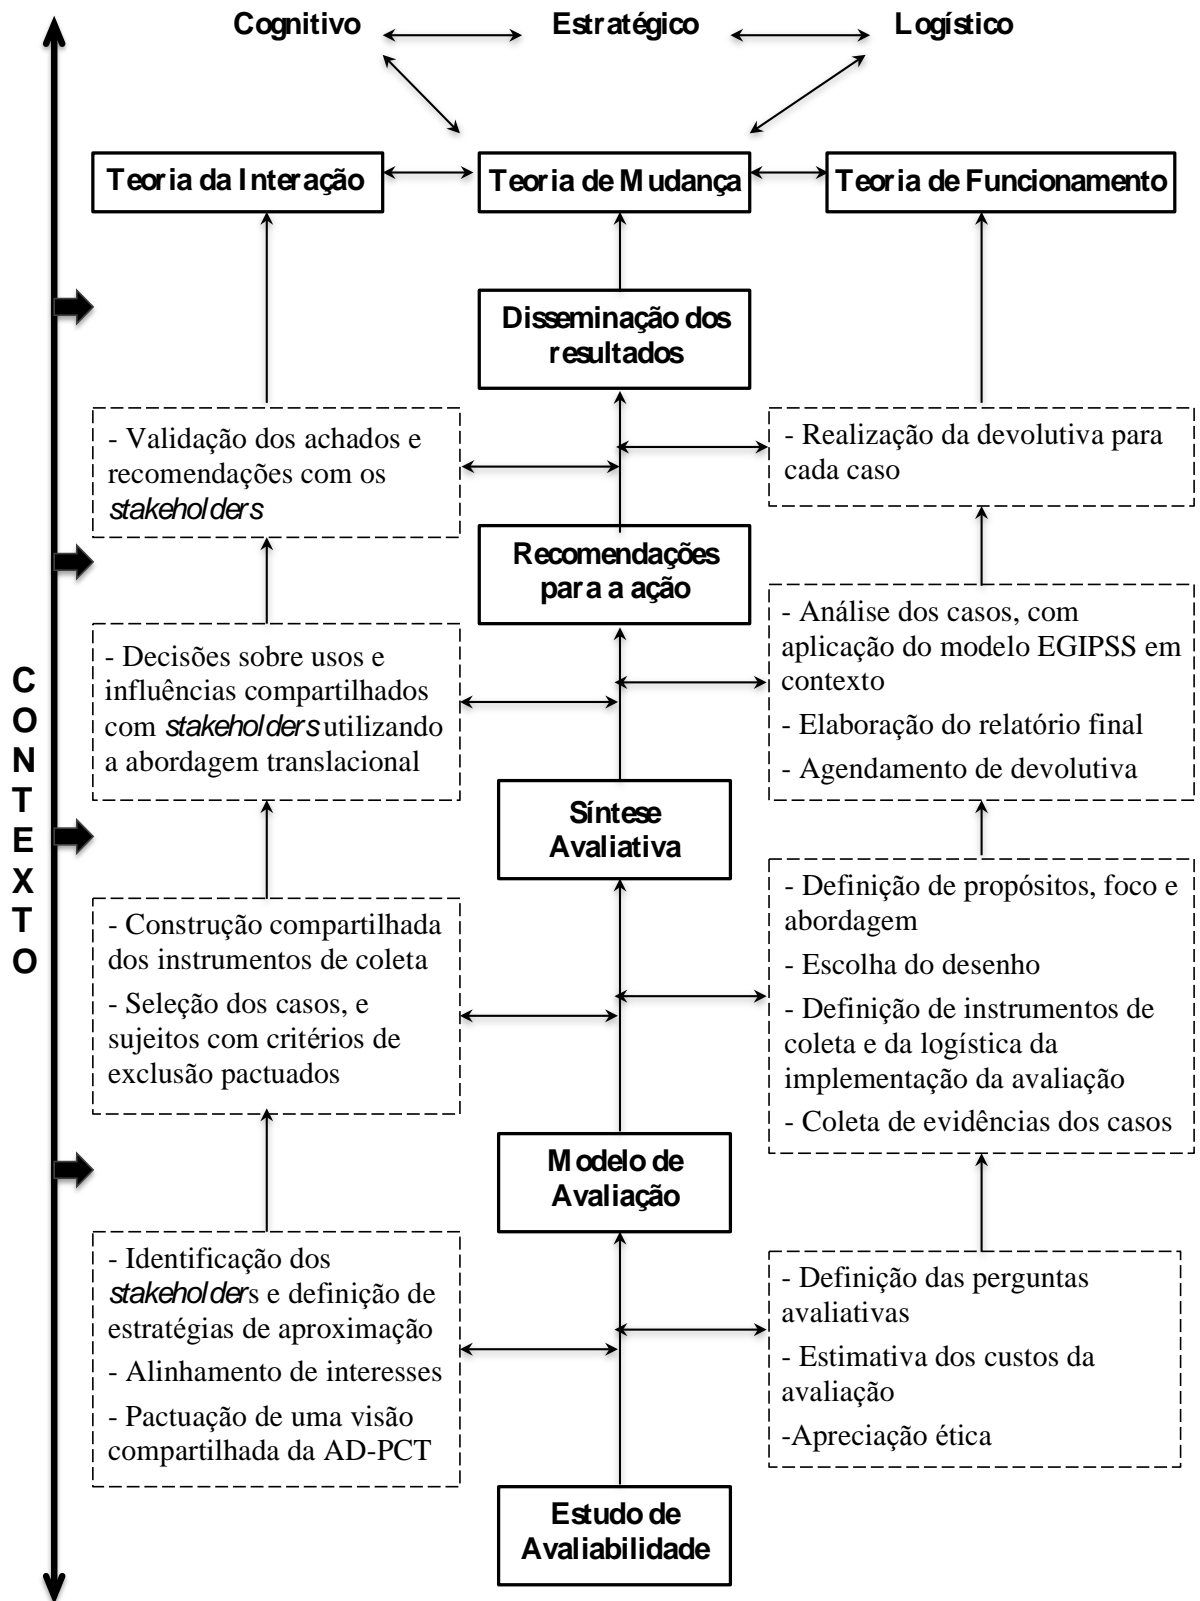 Cognitivo
Estratégico
Logístico
Teoria da Interação
Teoria de Mudança
Teoria de Funcionamento
Disseminação dos
resultados
- Validação dos achados e
recomendações com os
stakeholders
- Realização da devolutiva para
cada caso
Recomendações
para a ação
- Decisões sobre usos e
influências compartilhados
com stakeholders utilizando
a abordagem translacional
- Análise dos casos, com
aplicação do modelo EGIPSS em
contexto
- Elaboração do relatório final
- Agendamento de devolutiva
CONTEXTO
Síntese
Avaliativa
- Construção compartilhada
dos instrumentos de coleta
- Seleção dos casos, e
sujeitos com critérios de
exclusão pactuados
- Definição de propósitos, foco e
abordagem
- Escolha do desenho
- Definição de instrumentos de
coleta e da logística da
implementação da avaliação
- Coleta de evidências dos casos
Modelo de
Avaliação
- Identificação dos
stakeholders e definição de
estratégias de aproximação
- Alinhamento de interesses
- Pactuação de uma visão
compartilhada da AD-PCT
- Definição das perguntas
avaliativas
- Estimativa dos custos da
avaliação
-Apreciação ética
Estudo de
Avaliabilidade